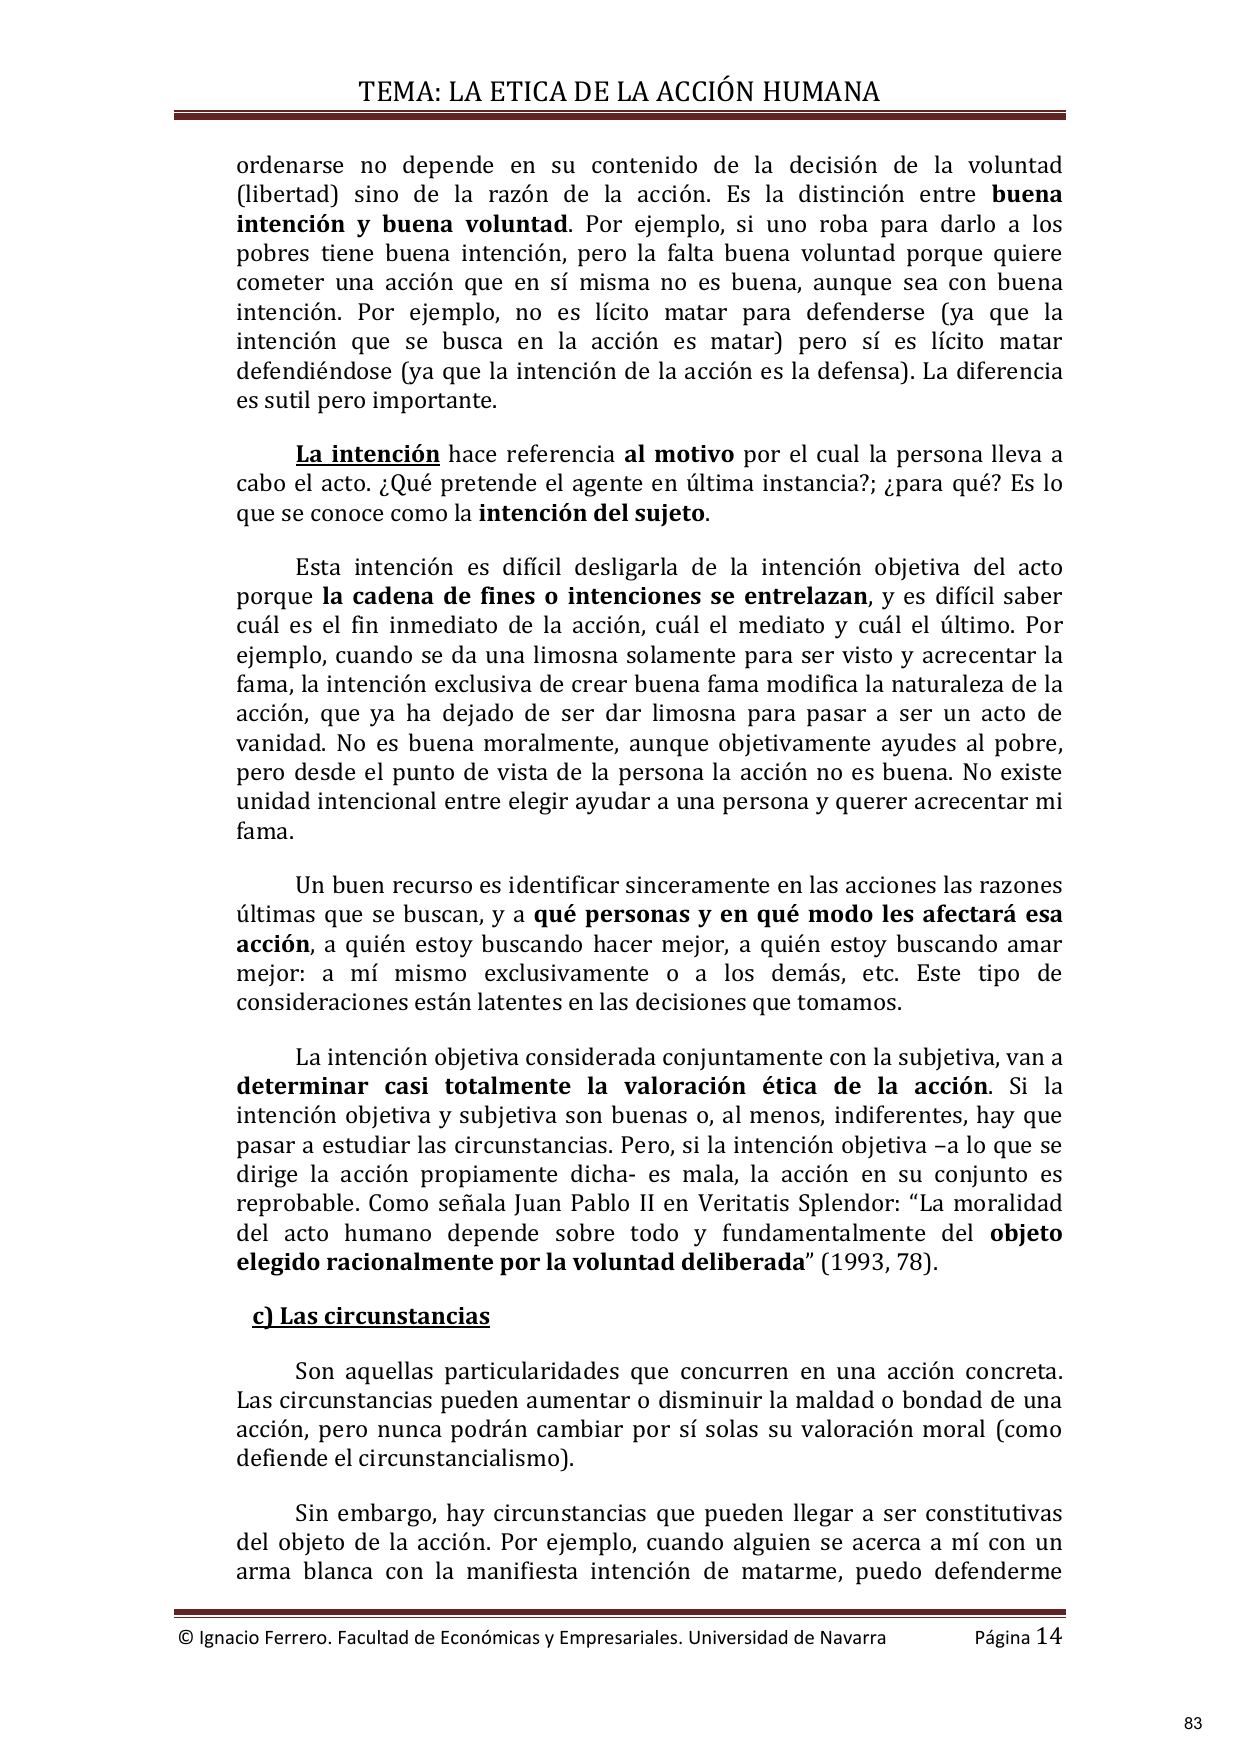 TEMA: LA ETICA DE LA ACCIÓN HUMANA
ordenarse no depende en su contenido de la decisión de la voluntad
(libertad) sino de la razón de la acción. Es la distinción entre buena
intención y buena voluntad. Por ejemplo, si uno roba para darlo a los
pobres tiene buena intención, pero la falta buena voluntad porque quiere
cometer una acción que en sí misma no es buena, aunque sea con buena
intención. Por ejemplo, no es lícito matar para defenderse (ya que la
intención que se busca en la acción es matar) pero sí es lícito matar
defendiéndose (ya que la intención de la acción es la defensa). La diferencia
es sutil pero importante.
La intención hace referencia al motivo por el cual la persona lleva a
cabo el acto. ¿Qué pretende el agente en última instancia?; ¿para qué? Es lo
que se conoce como la intención del sujeto.
Esta intención es difícil desligarla de la intención objetiva del acto
porque la cadena de fines o intenciones se entrelazan, y es difícil saber
cuál es el fin inmediato de la acción, cuál el mediato y cuál el último. Por
ejemplo, cuando se da una limosna solamente para ser visto y acrecentar la
fama, la intención exclusiva de crear buena fama modifica la naturaleza de la
acción, que ya ha dejado de ser dar limosna para pasar a ser un acto de
vanidad. No es buena moralmente, aunque objetivamente ayudes al pobre,
pero desde el punto de vista de la persona la acción no es buena. No existe
unidad intencional entre elegir ayudar a una persona y querer acrecentar mi
fama.
Un buen recurso es identificar sinceramente en las acciones las razones
últimas que se buscan, y a qué personas y en qué modo les afectará esa
acción, a quién estoy buscando hacer mejor, a quién estoy buscando amar
mejor: a mí mismo exclusivamente o a los demás, etc. Este tipo de
consideraciones están latentes en las decisiones que tomamos.
La intención objetiva considerada conjuntamente con la subjetiva, van a
determinar casi totalmente la valoración ética de la acción. Si la
intención objetiva y subjetiva son buenas o, al menos, indiferentes, hay que
pasar a estudiar las circunstancias. Pero, si la intención objetiva –a lo que se
dirige la acción propiamente dicha- es mala, la acción en su conjunto es
reprobable. Como señala Juan Pablo II en Veritatis Splendor: “La moralidad
del acto humano depende sobre todo y fundamentalmente del objeto
elegido racionalmente por la voluntad deliberada” (1993, 78).
c) Las circunstancias
Son aquellas particularidades que concurren en una acción concreta.
Las circunstancias pueden aumentar o disminuir la maldad o bondad de una
acción, pero nunca podrán cambiar por sí solas su valoración moral (como
defiende el circunstancialismo).
Sin embargo, hay circunstancias que pueden llegar a ser constitutivas
del objeto de la acción. Por ejemplo, cuando alguien se acerca a mí con un
arma blanca con la manifiesta intención de matarme, puedo defenderme
© Ignacio Ferrero. Facultad de Económicas y Empresariales. Universidad de Navarra Página 14
83